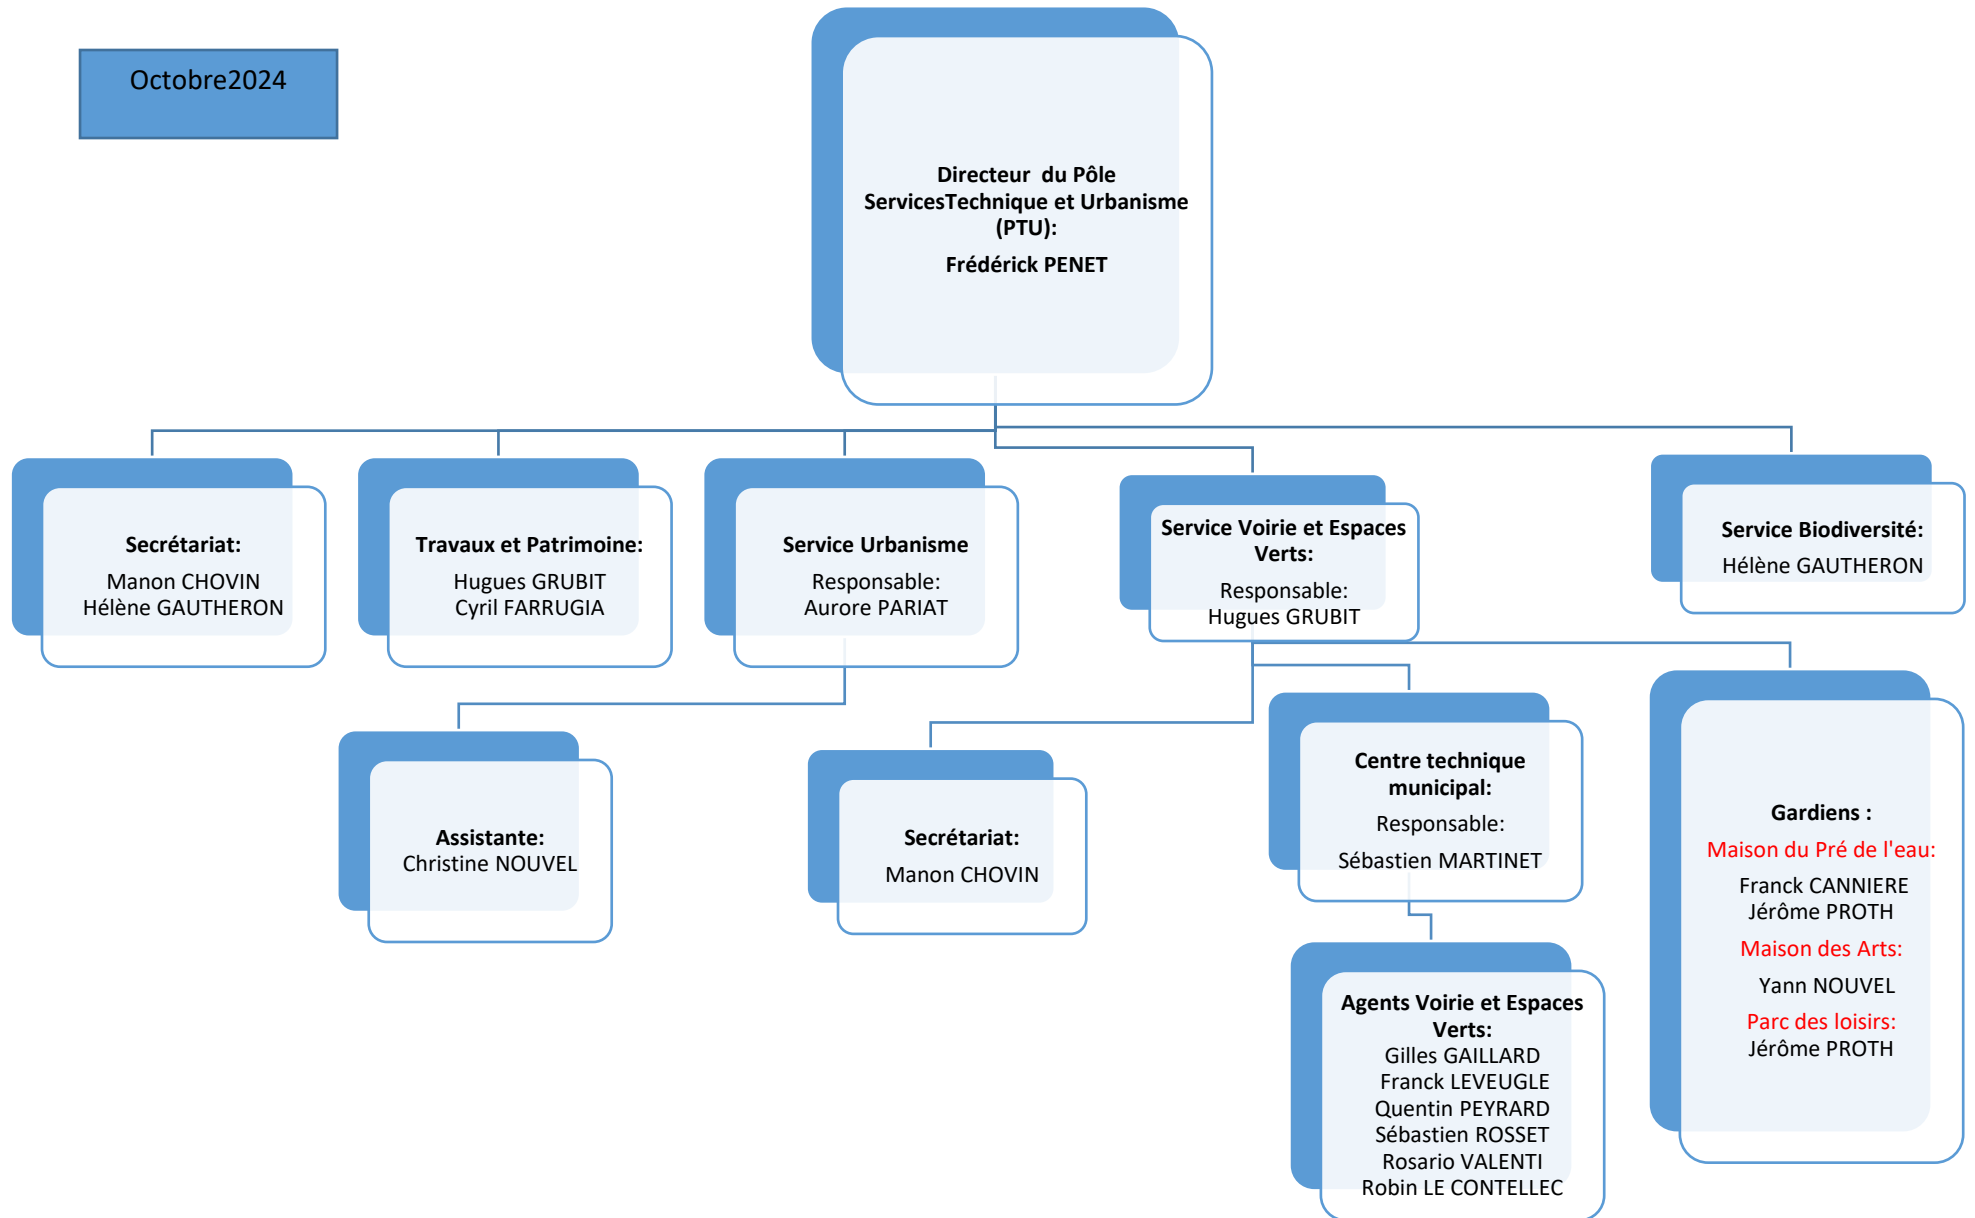 Octobre2024
Directeur  du Pôle
ServicesTechnique et Urbanisme
(PTU):
Frédérick PENET
Secrétariat:
Manon CHOVIN
Hélène GAUTHERON
Travaux et Patrimoine:
Hugues GRUBIT
Cyril FARRUGIA
Service Urbanisme
Responsable:
Aurore PARIAT
Service Voirie et Espaces
Verts:
Responsable:
Hugues GRUBIT
Service Biodiversité:
Hélène GAUTHERON
Assistante:
Christine NOUVEL
Secrétariat:
Manon CHOVIN
Centre technique
municipal:
Responsable:
Sébastien MARTINET
Agents Voirie et Espaces
Verts:
Gilles GAILLARD
Franck LEVEUGLE
Quentin PEYRARD
Sébastien ROSSET
Rosario VALENTI
Robin LE CONTELLEC
Gardiens :
Maison du Pré de l'eau:
Franck CANNIERE
Jérôme PROTH
Maison des Arts:
Yann NOUVEL
Parc des loisirs:
Jérôme PROTH